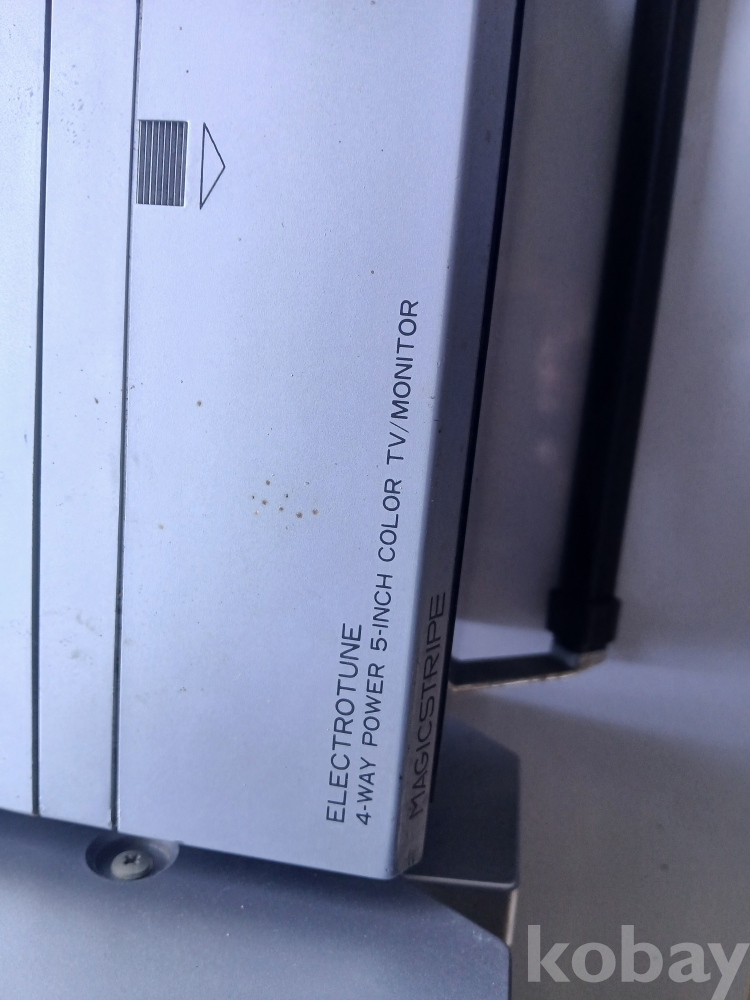 ELECTROTUNE
4-WAY POWER 5-INCH COLOR TV/MONITOR
MAGICSTRIPE
kobay